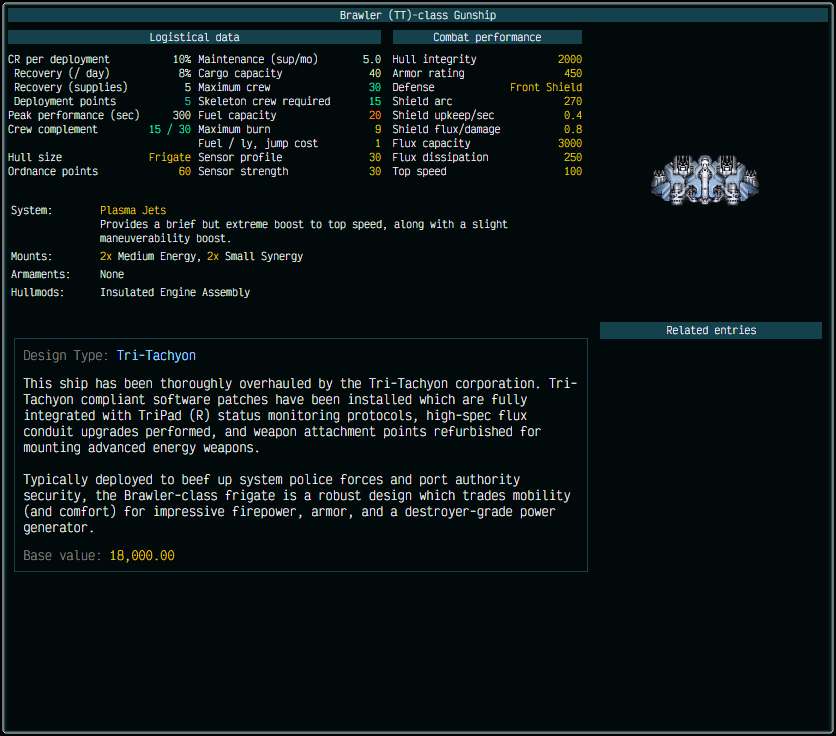 Brawler (TT)-class Gunship
Logistical data
CR per deployment 10% Maintenance (sup/mo) 5.0
Recovery (/ day) 8% Cargo capacity 40
Recovery (supplies) 5 Maximum crew 30
Deployment points 5 Skeleton crew required 15
Peak performance (sec) 300 Fuel capacity 20
Crew complement 15 / 30 Maximum burn 9
Fuel / ly, jump cost 1
Hull size Frigate Sensor profile 30
Ordnance points 60 Sensor strength 30
Combat performance
Hull integrity 2000
Armor rating 450
Defense Front Shield
Shield arc 270
Shield upkeep/sec 0.4
Shield flux/damage 0.8
Flux capacity 3000
Flux dissipation 250
Top speed 100
System: Plasma Jets
Provides a brief but extreme boost to top speed, along with a slight
maneuverability boost.
Mounts: 2x Medium Energy, 2x Small Synergy
Armaments: None
Hullmods: Insulated Engine Assembly
Related entries
Design Type: Tri-Tachyon
This ship has been thoroughly overhauled by the Tri-Tachyon corporation. Tri-
Tachyon compliant software patches have been installed which are fully
integrated with TriPad (R) status monitoring protocols, high-spec flux
conduit upgrades performed, and weapon attachment points refurbished for
mounting advanced energy weapons.
Typically deployed to beef up system police forces and port authority
security, the Brawler-class frigate is a robust design which trades mobility
(and comfort) for impressive firepower, armor, and a destroyer-grade power
generator.
Base value: 18,000.00